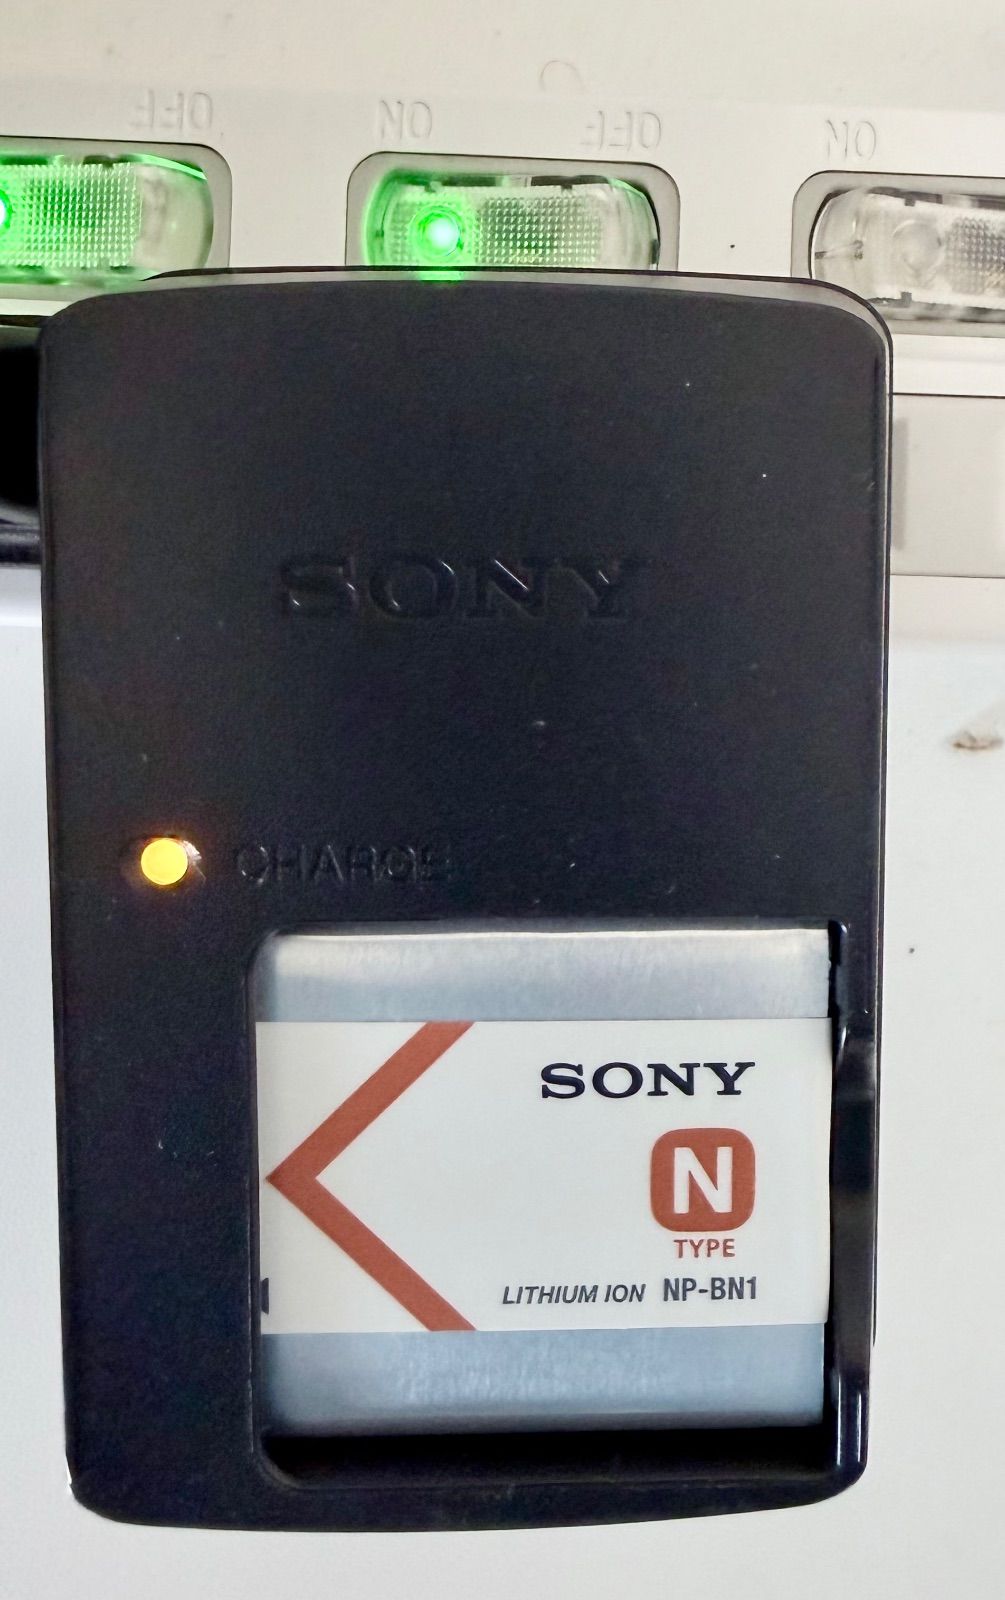 OFF ON OFF ON
SONY
CHARGE
SONY
N
TYPE
LITHIUM ION NP-BN1